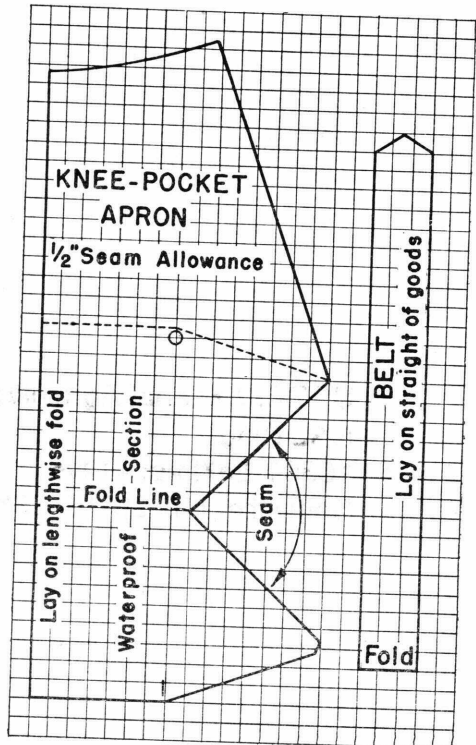 KNEE-POCKET
APRON
½" Seam Allowance
Lay on lengthwise fold
Section
Fold Line
Waterproof
Seam
BELT
Lay on straight of goods
Fold